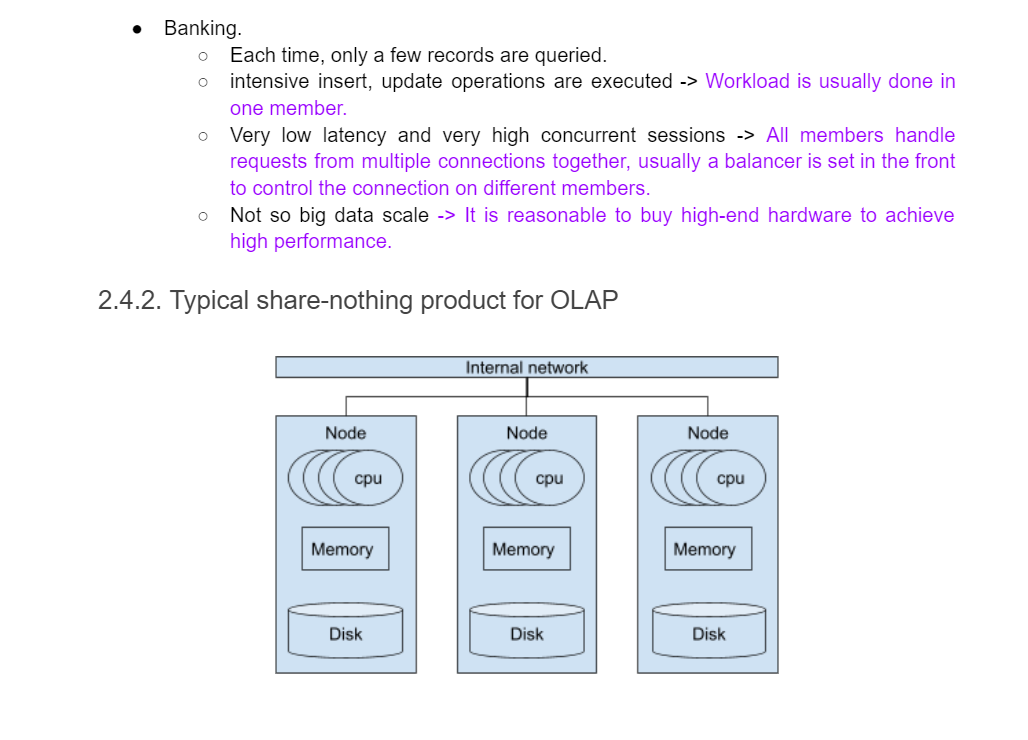 ● Banking.
○ Each time, only a few records are queried.
○ intensive insert, update operations are executed -> Workload is usually done in
one member.
○ Very low latency and very high concurrent sessions -> All members handle
requests from multiple connections together, usually a balancer is set in the front
to control the connection on different members.
○ Not so big data scale -> It is reasonable to buy high-end hardware to achieve
high performance.
2.4.2. Typical share-nothing product for OLAP
Internal network
Node Node Node
cpu cpu cpu
Memory Memory Memory
Disk Disk Disk